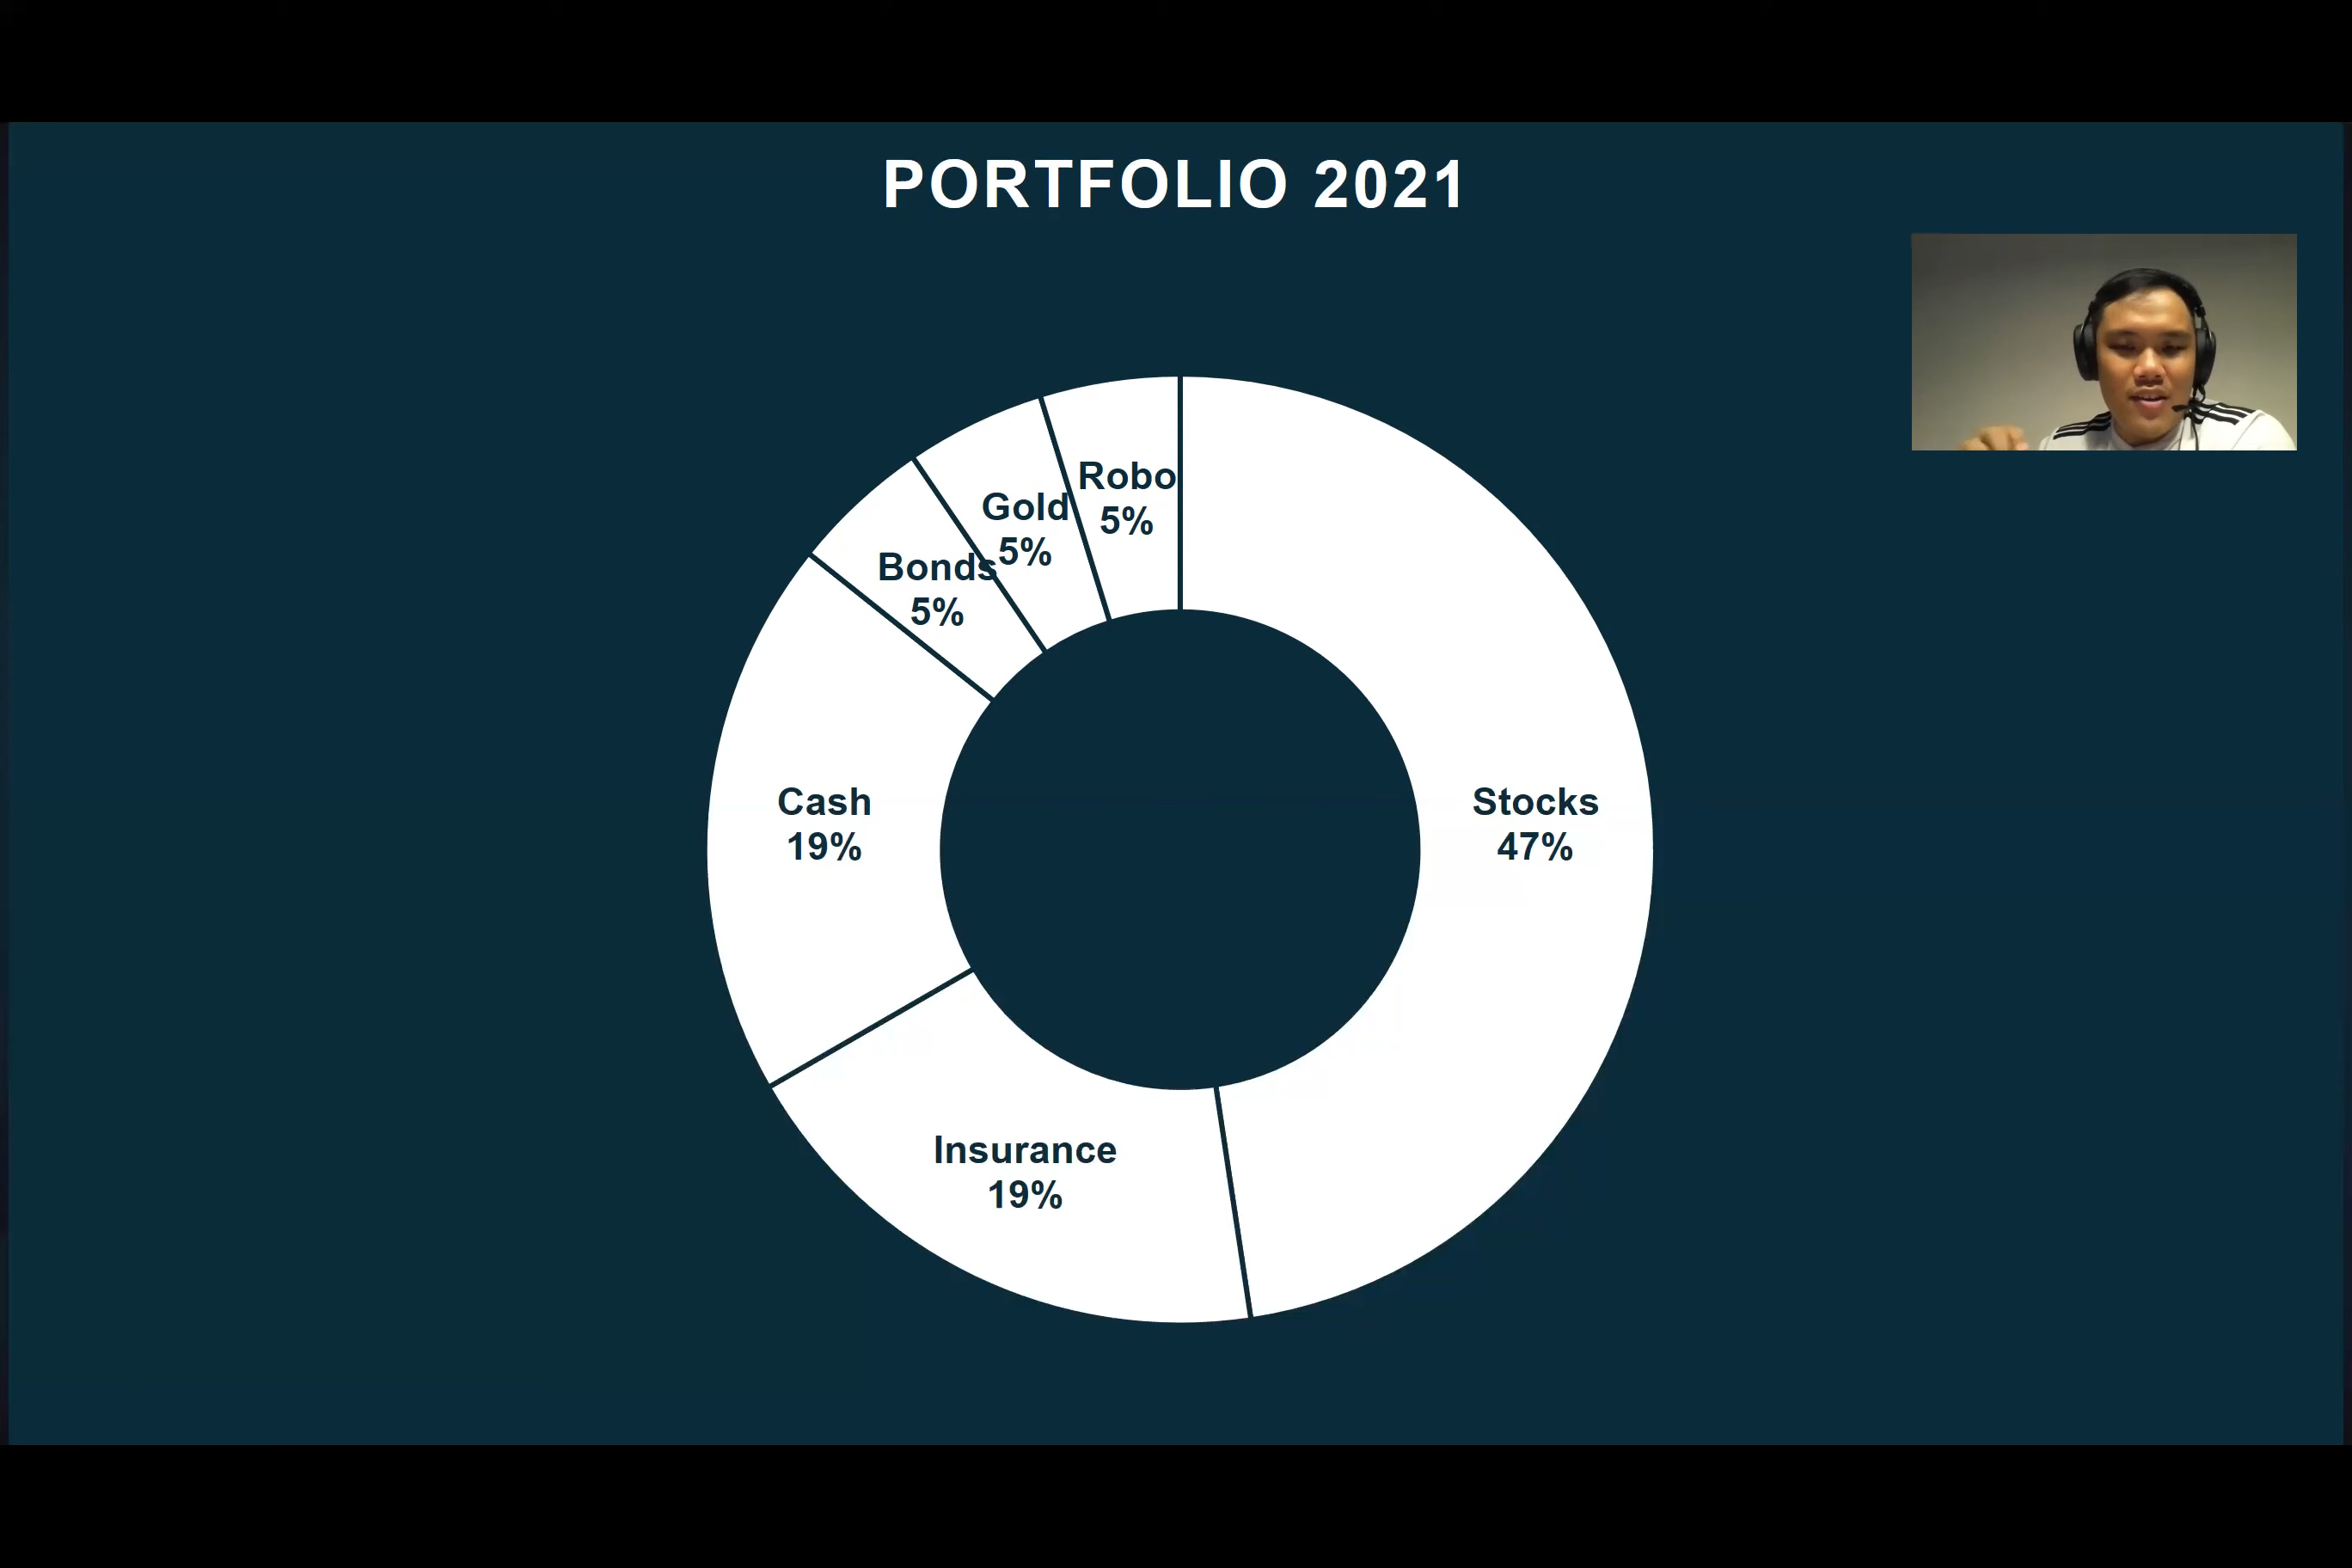 PORTFOLIO 2021
Robo
5%
Gold
5%
Bonds
5%
Cash
19%
Stocks
47%
Insurance
19%